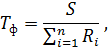 T_ф = S / ∑_{i=1}^{n} R_i ,